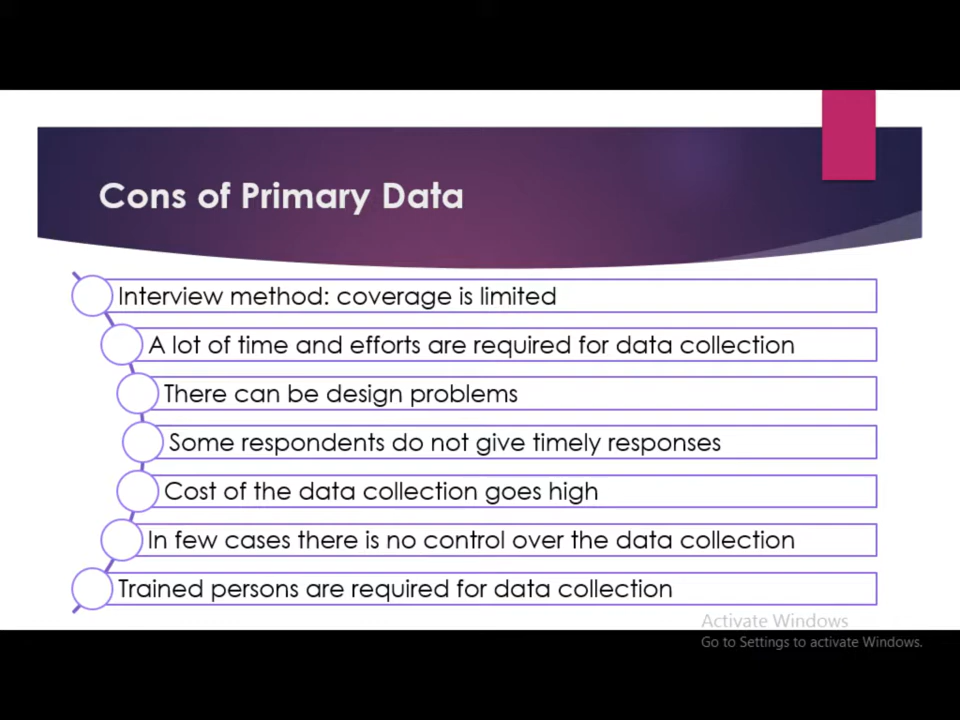 Cons of Primary Data
Interview method: coverage is limited
A lot of time and efforts are required for data collection
There can be design problems
Some respondents do not give timely responses
Cost of the data collection goes high
In few cases there is no control over the data collection
Trained persons are required for data collection
Activate Windows
Go to Settings to activate Windows.